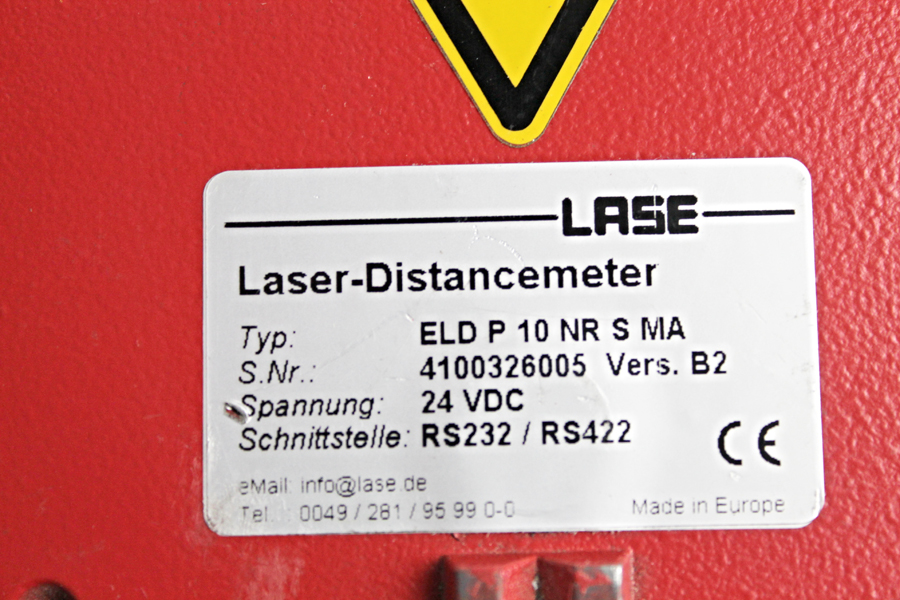 LASE
Laser-Distancemeter
Typ: ELD P 10 NR S MA
S.Nr.: 4100326005 Vers. B2
Spannung: 24 VDC
Schnittstelle: RS232 / RS422
CE
eMail: info@lase.de
Tel.: 0049 / 281 / 95 99 0-0 Made in Europe